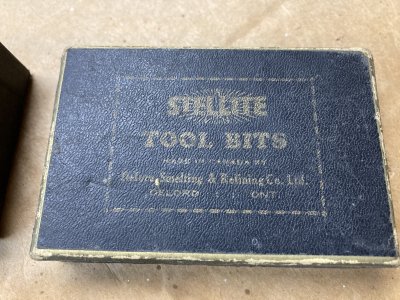 STELLITE
TOOL BITS
MADE IN CANADA BY
Deloro Smelting & Refining Co. Ltd.
DELORO ONT.